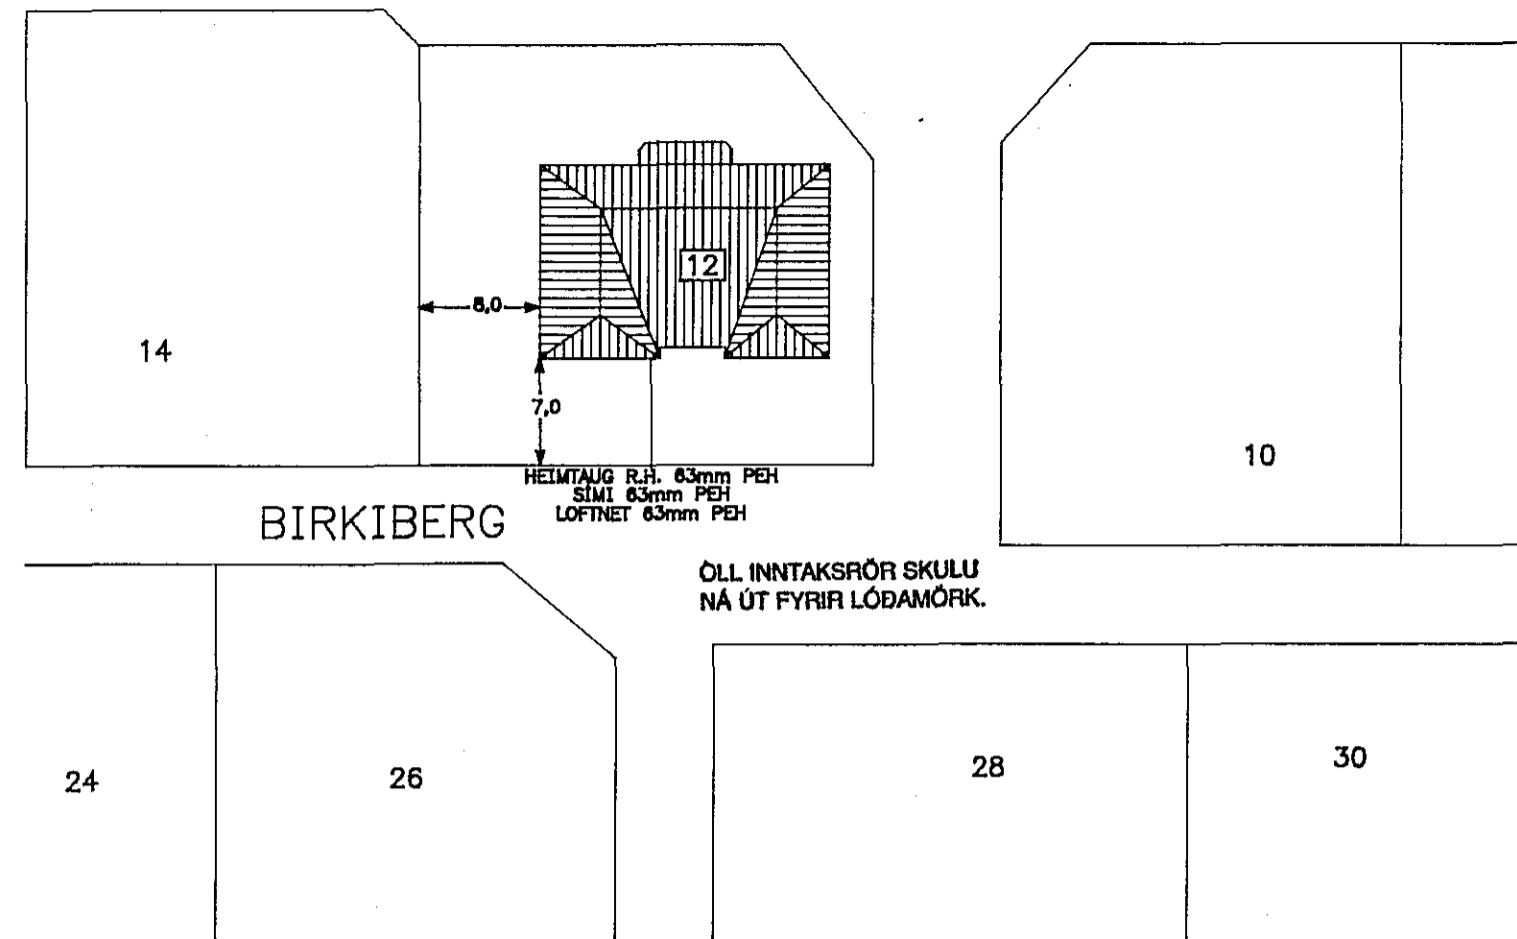 12
8,0
14
7,0
10
HEIMTAUG R.H. 63mm PEH
SÍMI 63mm PEH
LOFTNET 63mm PEH
BIRKIBERG
ÖLL INNTAKSRÖR SKULU
NÁ ÚT FYRIR LÓÐAMÖRK.
24
26
28
30